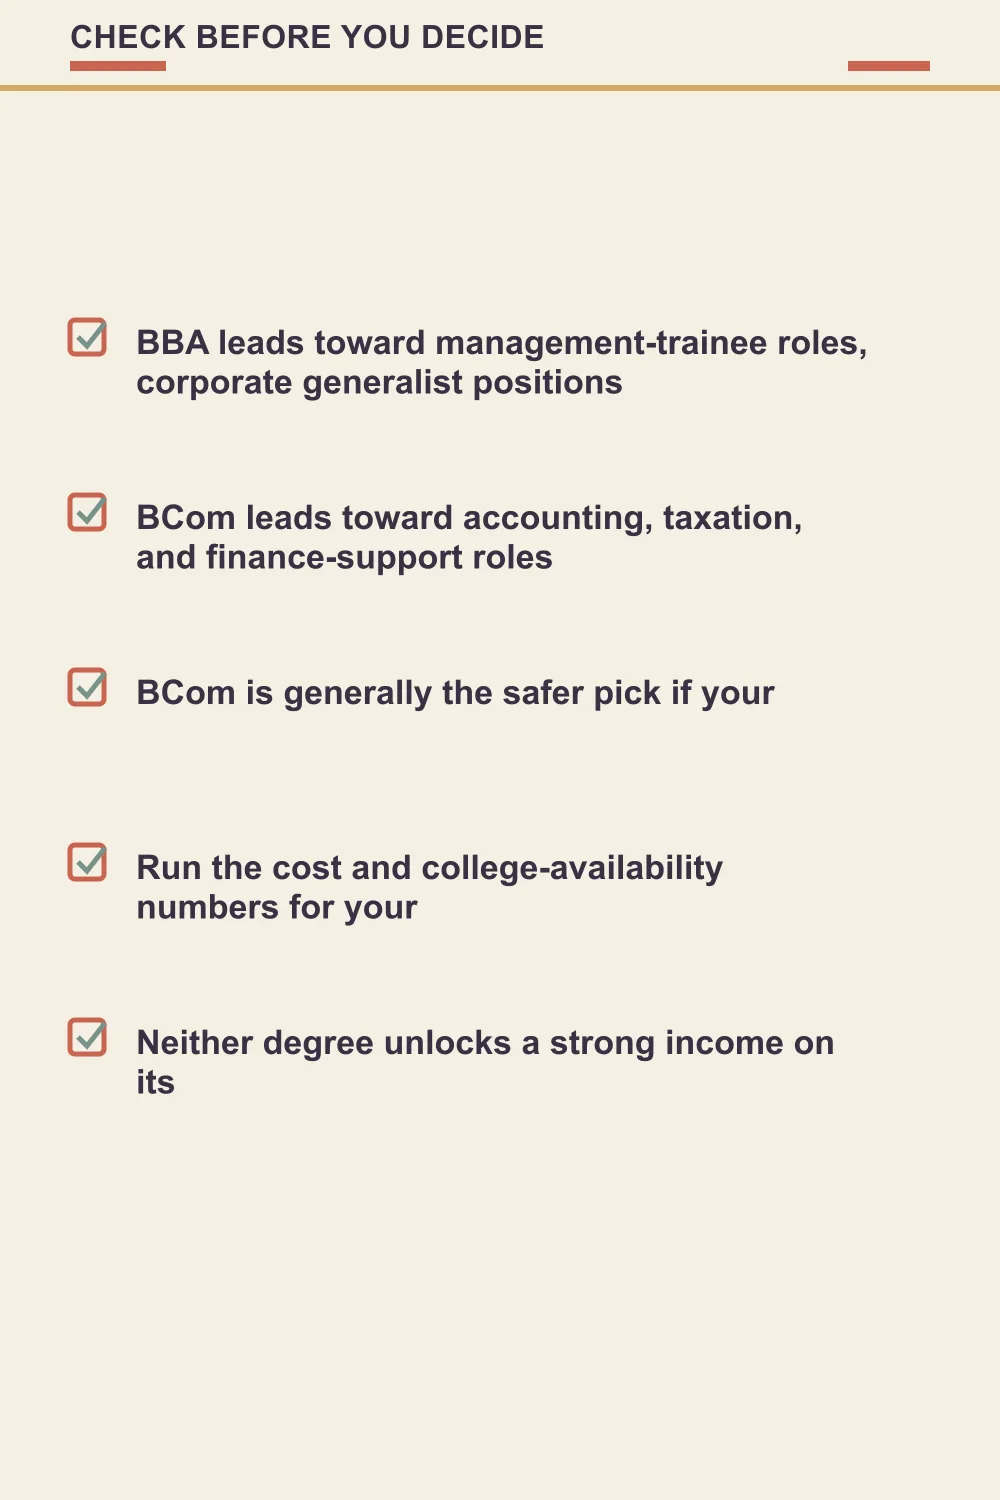 CHECK BEFORE YOU DECIDE
BBA leads toward management-trainee roles,
corporate generalist positions
BCom leads toward accounting, taxation,
and finance-support roles
BCom is generally the safer pick if your
Run the cost and college-availability
numbers for your
Neither degree unlocks a strong income on
its